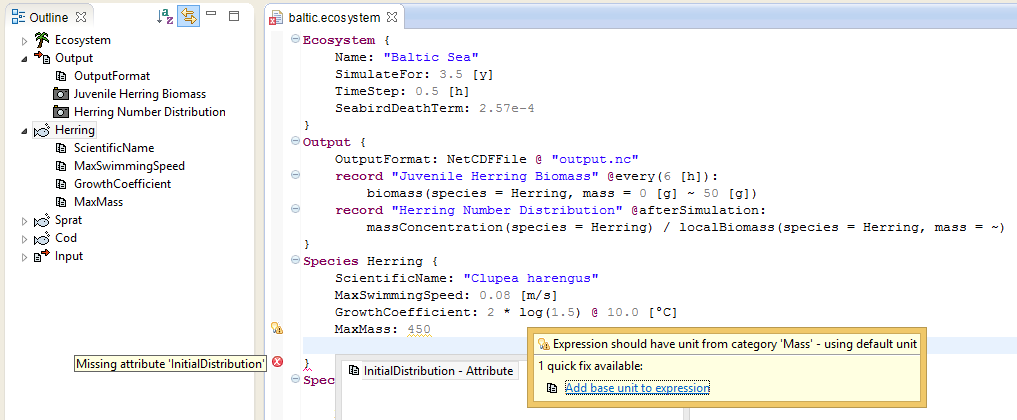 Outline
Ecosystem
Output
OutputFormat
Juvenile Herring Biomass
Herring Number Distribution
Herring
ScientificName
MaxSwimmingSpeed
GrowthCoefficient
MaxMass
Sprat
Cod
Input
baltic.ecosystem
Ecosystem {
Name: "Baltic Sea"
SimulateFor: 3.5 [y]
TimeStep: 0.5 [h]
SeabirdDeathTerm: 2.57e-4
}
Output {
OutputFormat: NetCDFFile @ "output.nc"
record "Juvenile Herring Biomass" @every(6 [h]):
biomass(species = Herring, mass = 0 [g] ~ 50 [g])
record "Herring Number Distribution" @afterSimulation:
massConcentration(species = Herring) / localBiomass(species = Herring, mass = ~)
}
Species Herring {
ScientificName: "Clupea harengus"
MaxSwimmingSpeed: 0.08 [m/s]
GrowthCoefficient: 2 * log(1.5) @ 10.0 [°C]
MaxMass: 450
}
Spec
Missing attribute 'InitialDistribution'
InitialDistribution - Attribute
Expression should have unit from category 'Mass' - using default unit
1 quick fix available:
Add base unit to expression